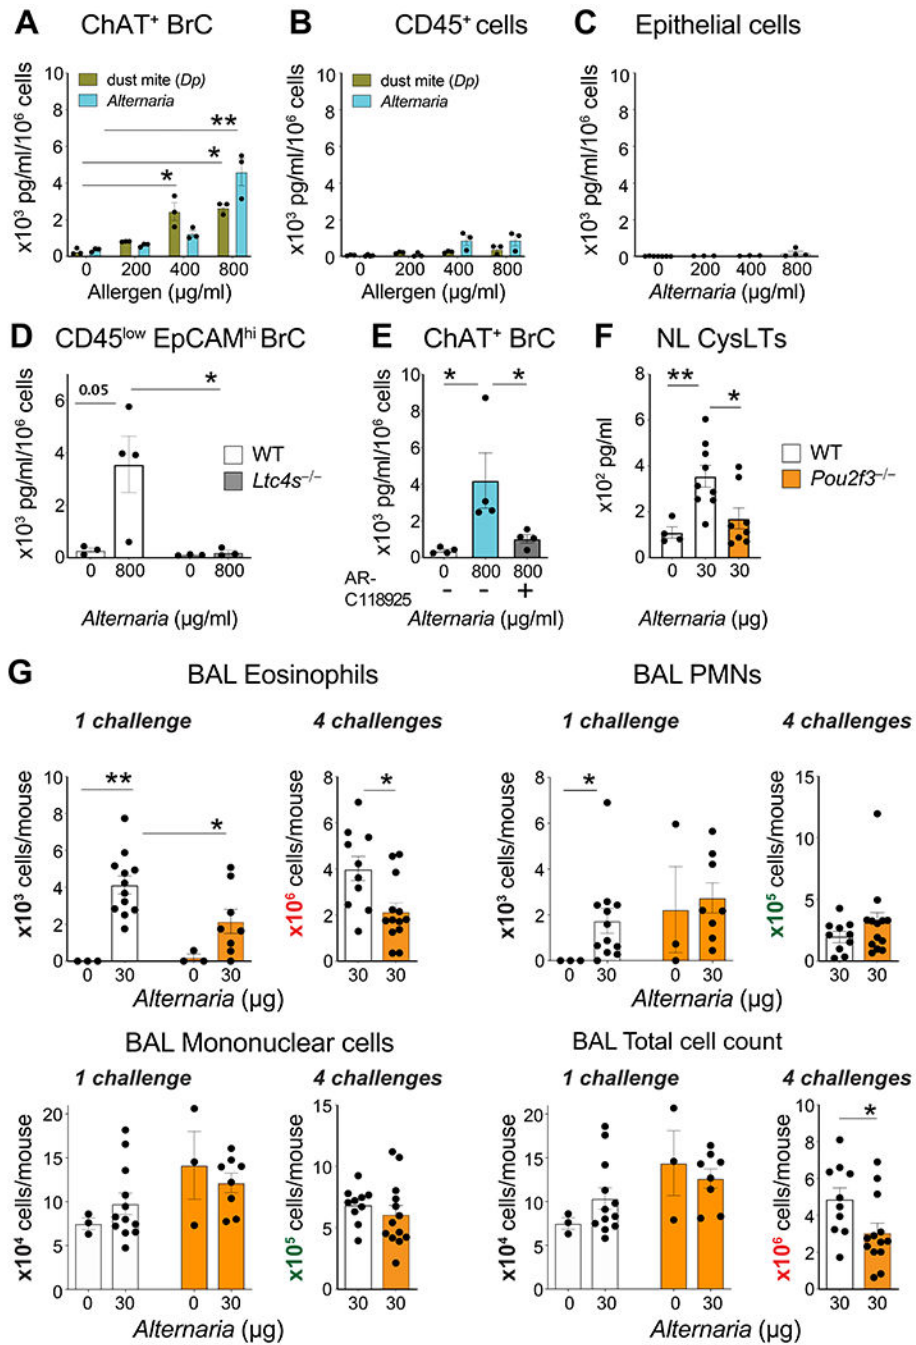 A ChAT⁺ BrC
x10³ pg/ml/10⁶ cells
10
8
6
4
2
0
dust mite (Dp)
Alternaria
**
*
*
0 200 400 800
Allergen (µg/ml)
B CD45⁺ cells
x10³ pg/ml/10⁶ cells
10
8
6
4
2
0
dust mite (Dp)
Alternaria
0 200 400 800
Allergen (µg/ml)
C Epithelial cells
x10³ pg/ml/10⁶ cells
10
8
6
4
2
0
0 200 400 800
Alternaria (µg/ml)
D CD45ˡᵒʷ EpCAMʰⁱ BrC
x10³ pg/ml/10⁶ cells
6
4
2
0
0.05
*
WT
Ltc4s⁻/⁻
0 800 0 800
Alternaria (µg/ml)
E ChAT⁺ BrC
x10³ pg/ml/10⁶ cells
10
8
6
4
2
0
* *
0 800 800
AR-
C118925
– – +
Alternaria (µg/ml)
F NL CysLTs
x10² pg/ml
8
6
4
2
0
**
*
WT
Pou2f3⁻/⁻
0 30 30
Alternaria
(µg)
G BAL Eosinophils
1 challenge
x10³ cells/mouse
10
8
6
4
2
0
**
*
0 30 0 30
4 challenges
x10⁶ cells/mouse
8
6
4
2
0
*
30 30
Alternaria (µg)
BAL PMNs
1 challenge
x10³ cells/mouse
8
6
4
2
0
*
0 30 0 30
4 challenges
x10⁵ cells/mouse
15
10
5
0
30 30
Alternaria (µg)
BAL Mononuclear cells
1 challenge
x10⁴ cells/mouse
20
15
10
5
0
0 30 0 30
4 challenges
x10⁵ cells/mouse
15
10
5
0
30 30
Alternaria (µg)
BAL Total cell count
1 challenge
x10⁴ cells/mouse
20
15
10
5
0
0 30 0 30
4 challenges
x10⁶ cells/mouse
10
8
6
4
2
0
*
30 30
Alternaria (µg)